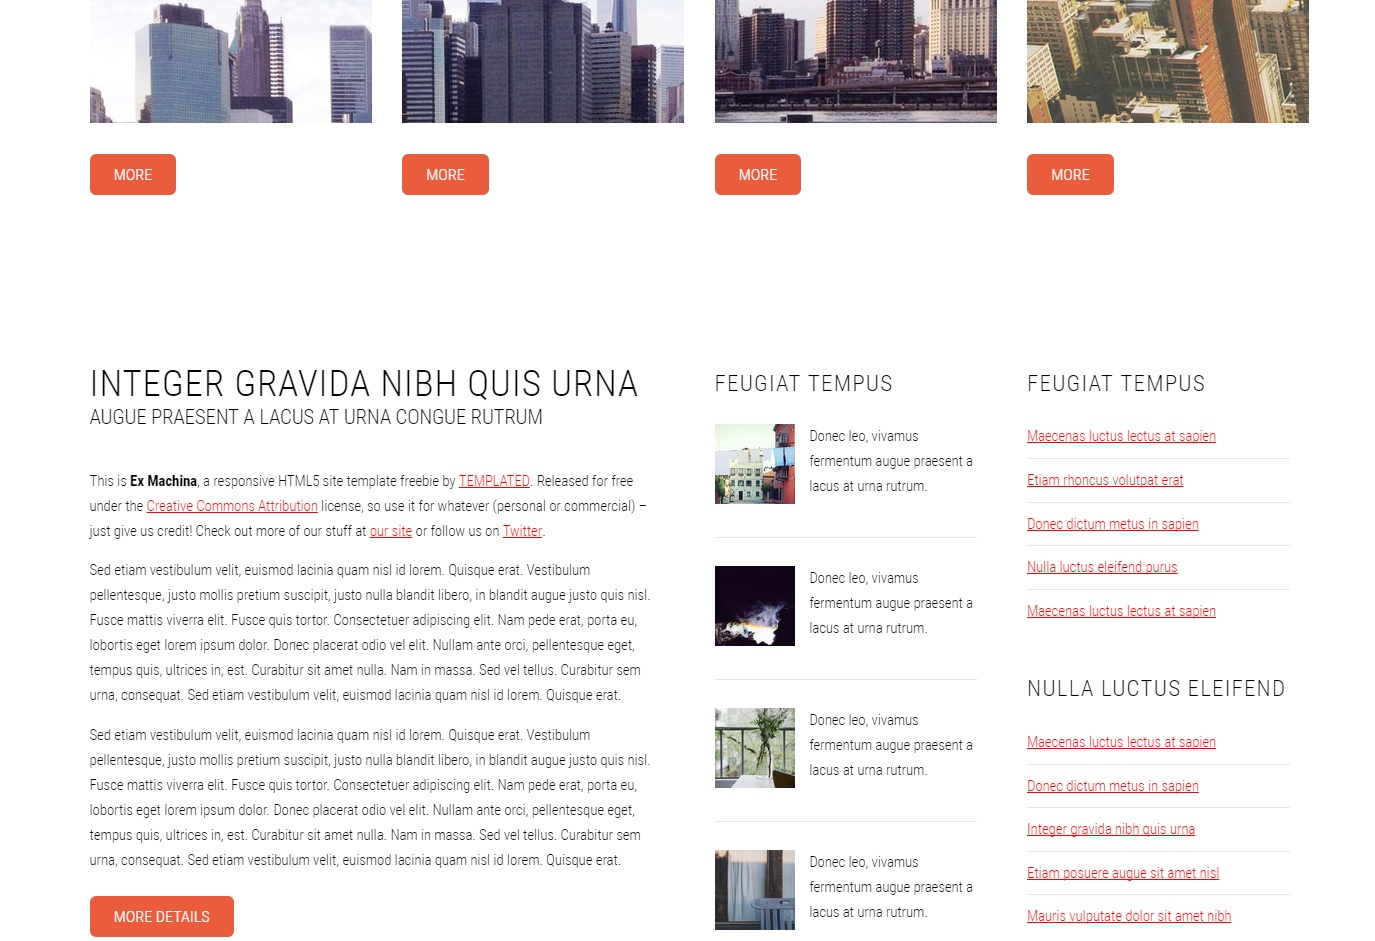 MORE
MORE
MORE
MORE
INTEGER GRAVIDA NIBH QUIS URNA
AUGUE PRAESENT A LACUS AT URNA CONGUE RUTRUM
This is Ex Machina, a responsive HTML5 site template freebie by TEMPLATED. Released for free
under the Creative Commons Attribution license, so use it for whatever (personal or commercial) –
just give us credit! Check out more of our stuff at our site or follow us on Twitter.
Sed etiam vestibulum velit, euismod lacinia quam nisl id lorem. Quisque erat. Vestibulum
pellentesque, justo mollis pretium suscipit, justo nulla blandit libero, in blandit augue justo quis nisl.
Fusce mattis viverra elit. Fusce quis tortor. Consectetuer adipiscing elit. Nam pede erat, porta eu,
lobortis eget lorem ipsum dolor. Donec placerat odio vel elit. Nullam ante orci, pellentesque eget,
tempus quis, ultrices in, est. Curabitur sit amet nulla. Nam in massa. Sed vel tellus. Curabitur sem
urna, consequat. Sed etiam vestibulum velit, euismod lacinia quam nisl id lorem. Quisque erat.
Sed etiam vestibulum velit, euismod lacinia quam nisl id lorem. Quisque erat. Vestibulum
pellentesque, justo mollis pretium suscipit, justo nulla blandit libero, in blandit augue justo quis nisl.
Fusce mattis viverra elit. Fusce quis tortor. Consectetuer adipiscing elit. Nam pede erat, porta eu,
lobortis eget lorem ipsum dolor. Donec placerat odio vel elit. Nullam ante orci, pellentesque eget,
tempus quis, ultrices in, est. Curabitur sit amet nulla. Nam in massa. Sed vel tellus. Curabitur sem
urna, consequat. Sed etiam vestibulum velit, euismod lacinia quam nisl id lorem. Quisque erat.
MORE DETAILS
FEUGIAT TEMPUS
Donec leo, vivamus
fermentum augue praesent a
lacus at urna rutrum.
Donec leo, vivamus
fermentum augue praesent a
lacus at urna rutrum.
Donec leo, vivamus
fermentum augue praesent a
lacus at urna rutrum.
Donec leo, vivamus
fermentum augue praesent a
lacus at urna rutrum.
FEUGIAT TEMPUS
Maecenas luctus lectus at sapien
Etiam rhoncus volutpat erat
Donec dictum metus in sapien
Nulla luctus eleifend purus
Maecenas luctus lectus at sapien
NULLA LUCTUS ELEIFEND
Maecenas luctus lectus at sapien
Donec dictum metus in sapien
Integer gravida nibh quis urna
Etiam posuere augue sit amet nisl
Mauris vulputate dolor sit amet nibh